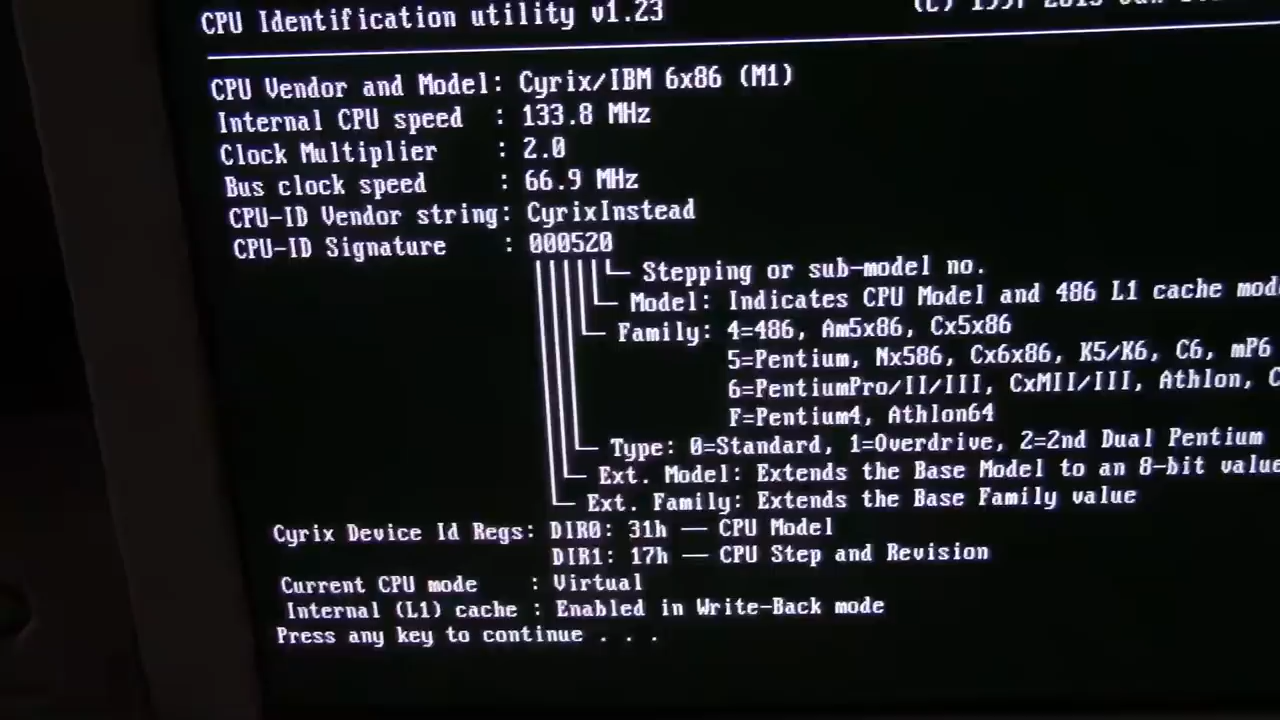 CPU Identification utility v1.23
CPU Vendor and Model: Cyrix/IBM 6x86 (M1)
Internal CPU speed : 133.8 MHz
Clock Multiplier : 2.0
Bus clock speed : 66.9 MHz
CPU-ID Vendor string: CyrixInstead
CPU-ID Signature : 000520
Stepping or sub-model no.
Model: Indicates CPU Model and 486 L1 cache
Family: 4=486, Am5x86, Cx5x86
5=Pentium, Nx586, Cx6x86, K5/K6, C6, mP6
6=PentiumPro/II/III, CxMII/III, Athlon,
F=Pentium4, Athlon64
Type: 0=Standard, 1=Overdrive, 2=2nd Dual Pentium
Ext. Model: Extends the Base Model to an 8-bit value
Ext. Family: Extends the Base Family value
Cyrix Device Id Regs: DIR0: 31h — CPU Model
DIR1: 17h — CPU Step and Revision
Current CPU mode : Virtual
Internal (L1) cache : Enabled in Write-Back mode
Press any key to continue . . .